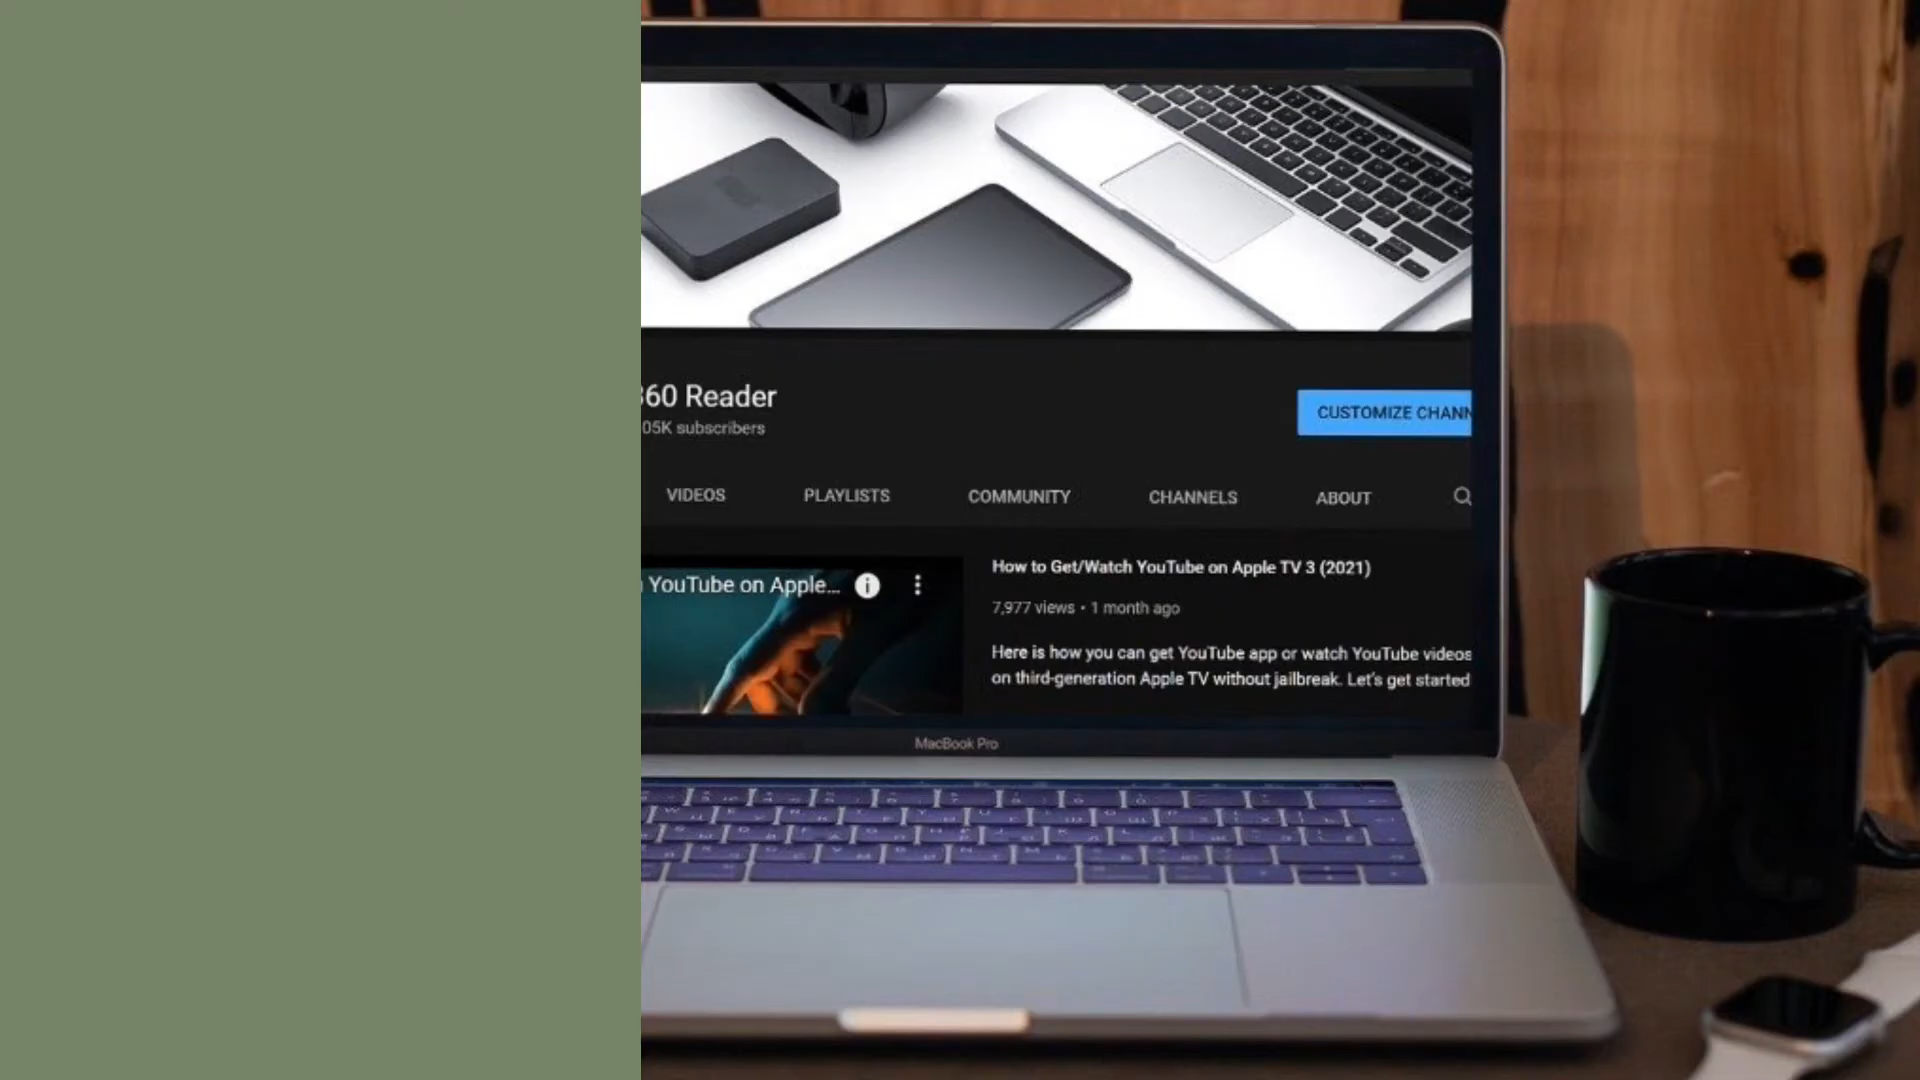 360 Reader
05K subscribers
CUSTOMIZE CHANN
VIDEOS PLAYLISTS COMMUNITY CHANNELS ABOUT
YouTube on Apple...
How to Get/Watch YouTube on Apple TV 3 (2021)
7,977 views • 1 month ago
Here is how you can get YouTube app or watch YouTube videos
on third-generation Apple TV without jailbreak. Let's get started
MacBook Pro